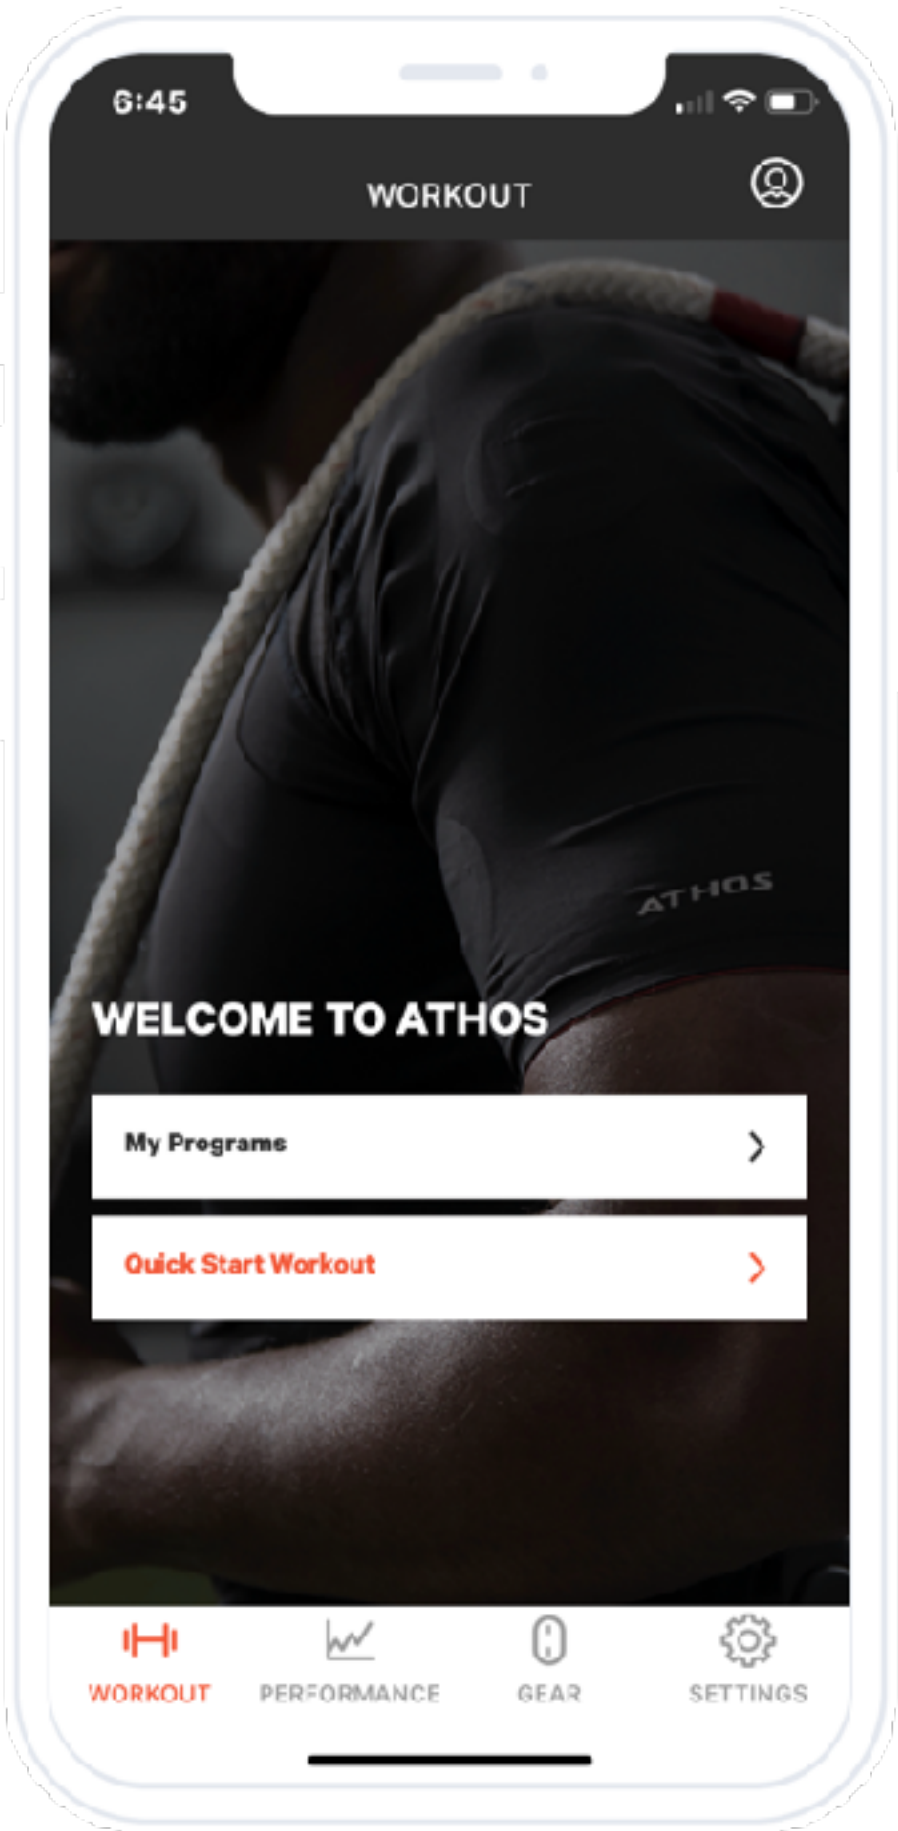 6:45
WORKOUT
ATHOS
WELCOME TO ATHOS
My Programs
Quick Start Workout
WORKOUT
PERFORMANCE
GEAR
SETTINGS